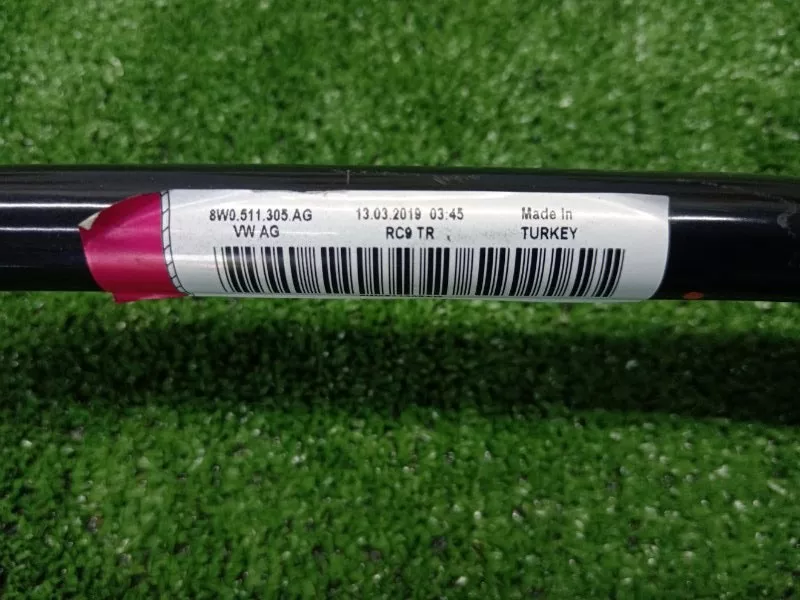 8W0.511.305.AG 13.03.2019 03:45 Made In
VW AG RC9 TR TURKEY